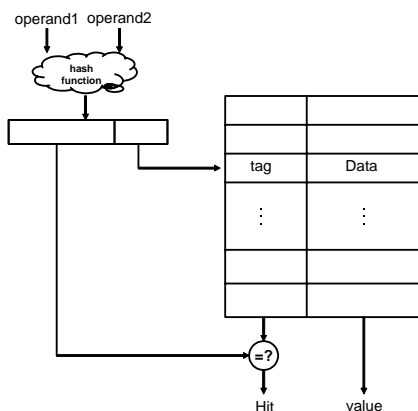 operand1 operand2
hash
function
tag Data
⋮ ⋮
=?
Hit value